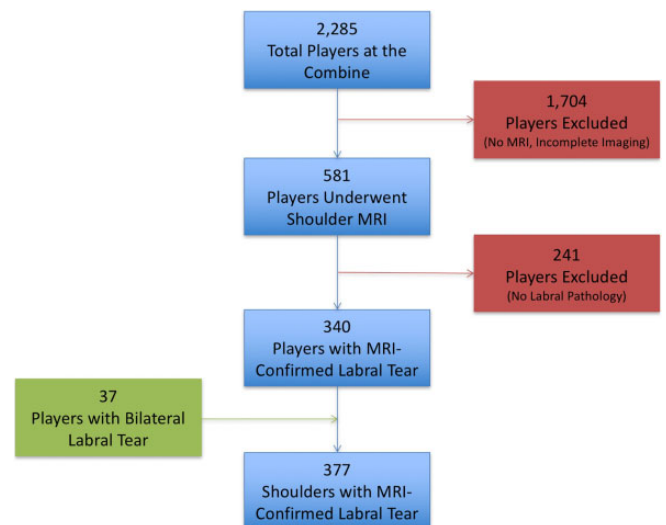 2,285
Total Players at the
Combine
1,704
Players Excluded
(No MRI, Incomplete Imaging)
581
Players Underwent
Shoulder MRI
241
Players Excluded
(No Labral Pathology)
340
Players with MRI-
Confirmed Labral Tear
37
Players with Bilateral
Labral Tear
377
Shoulders with MRI-
Confirmed Labral Tear